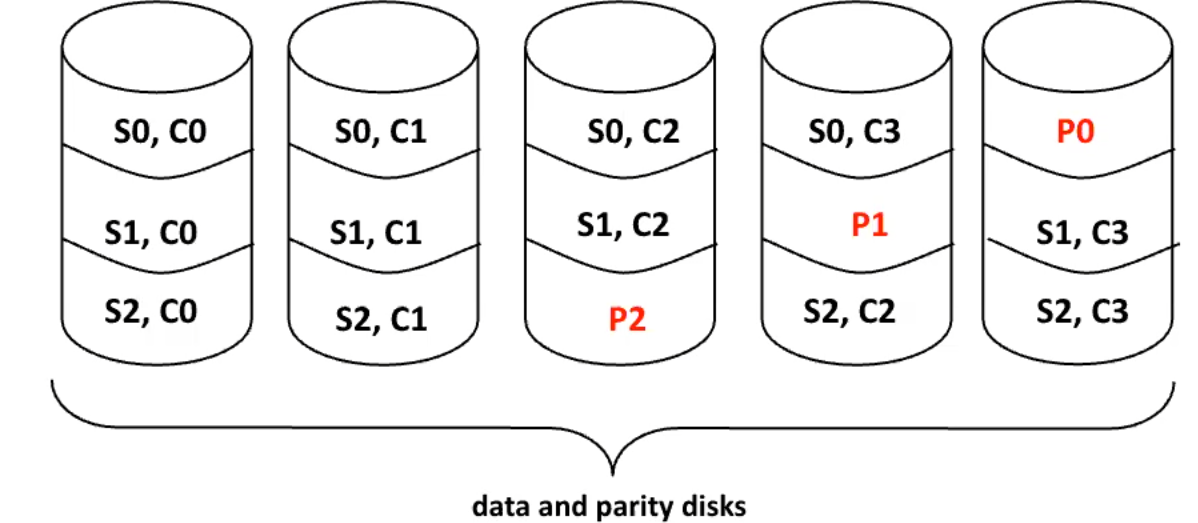 S0, C0 S0, C1 S0, C2 S0, C3 P0
S1, C0 S1, C1 S1, C2 P1 S1, C3
S2, C0 S2, C1 P2 S2, C2 S2, C3
data and parity disks